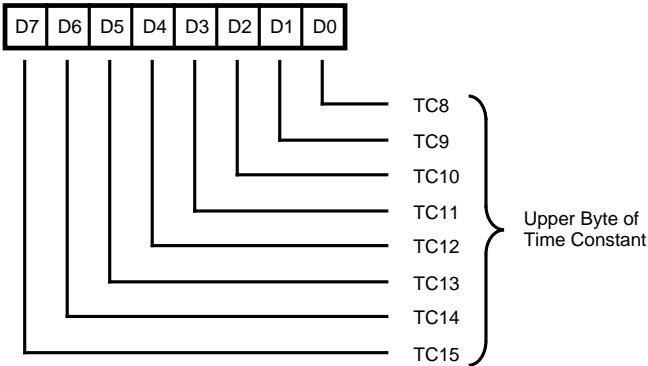 D7 D6 D5 D4 D3 D2 D1 D0
TC8
TC9
TC10
TC11
TC12
TC13
TC14
TC15
Upper Byte of
Time Constant